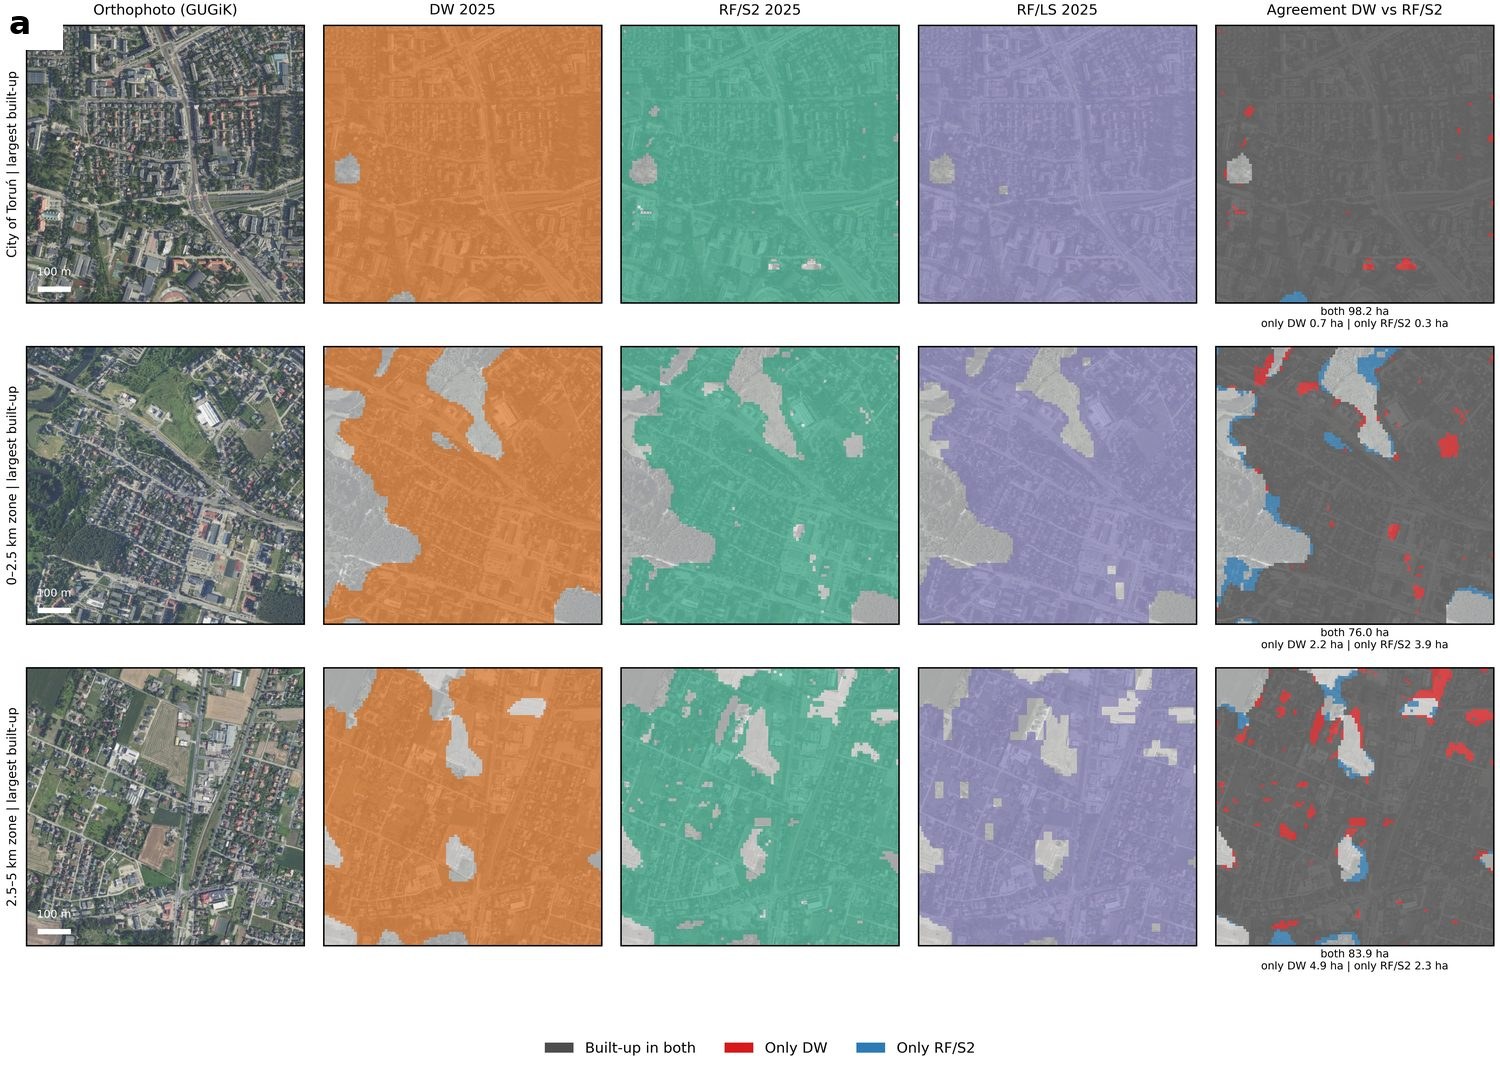 a
Orthophoto (GUGiK)
DW 2025
RF/S2 2025
RF/LS 2025
Agreement DW vs RF/S2
City of Toruń | largest built-up
100 m
both 98.2 ha
only DW 0.7 ha | only RF/S2 0.3 ha
0–2.5 km zone | largest built-up
100 m
both 76.0 ha
only DW 2.2 ha | only RF/S2 3.9 ha
2.5–5 km zone | largest built-up
100 m
both 83.9 ha
only DW 4.9 ha | only RF/S2 2.3 ha
Built-up in both
Only DW
Only RF/S2